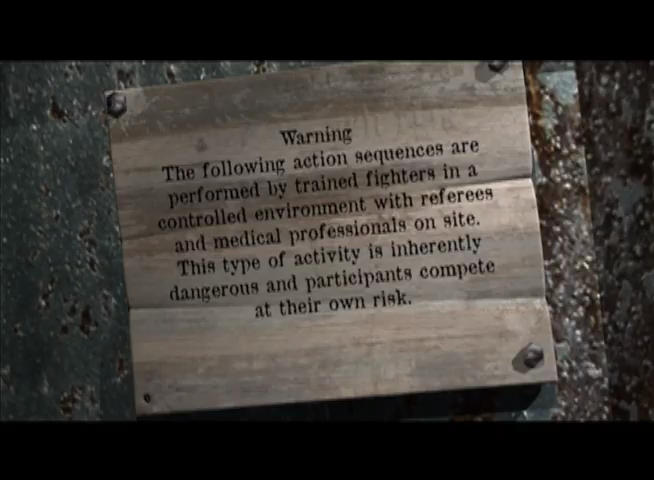 Warning
The following action sequences are
performed by trained fighters in a
controlled environment with referees
and medical professionals on site.
This type of activity is inherently
dangerous and participants compete
at their own risk.